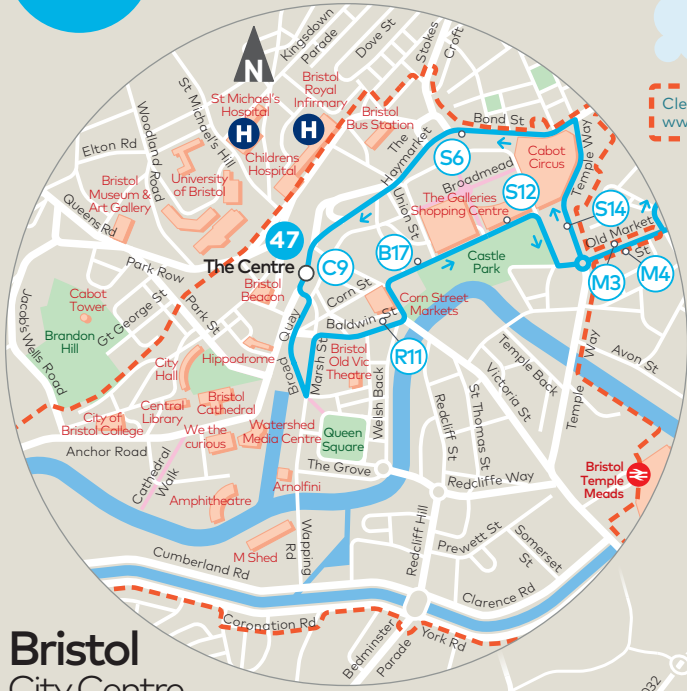 Kingsdown
Parade
Dove St
Stokes
Croft
N
St Michael's Hill
St Michael's
Hospital
H
Bristol
Royal
Infirmary
H
Childrens
Hospital
Bristol
Bus Station
The
Haymarket
Bond St
Temple Way
Cle
ww
Woodland Road
Elton Rd
University
of Bristol
Bristol
Museum &
Art Gallery
Queens Rd
S6
Broadmead
Cabot
Circus
S12
The Galleries
Shopping Centre
Union St
S14
Old Market
St
47
The Centre
C9
B17
Castle
Park
M3
M4
Park Row
Bristol
Beacon
Corn St
Corn Street
Markets
Baldwin St
R11
Jacob's Wells Road
Cabot
Tower
Brandon
Hill
Gt George St
Park St
Broad
Quay
Marsh St
Bristol
Old Vic
Theatre
Hippodrome
City
Hall
Welsh Back
Temple Back
Victoria St
Temple
Way
Avon St
Central
Library
Bristol
Cathedral
City of
Bristol College
We the
curious
Watershed
Media Centre
Queen
Square
Redcliff St
St Thomas St
Anchor Road
Cathedral
Walk
The Grove
Redcliffe Way
Bristol
Temple
Meads
Amphitheatre
Arnolfini
M Shed
Wapping
Rd
Redcliff Hill
Prewett St
Somerset
St
Cumberland Rd
Clarence Rd
Coronation Rd
York Rd
Bedminster
Parade
Bristol
City Centre